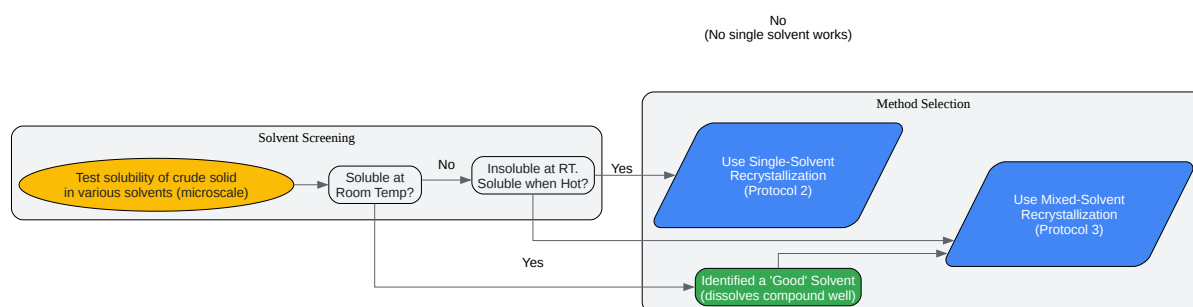 No
(No single solvent works)
Method Selection
Solvent Screening
Test solubility of crude solid
in various solvents (microscale)
Soluble at
Room Temp?
No
Insoluble at RT.
Soluble when Hot?
Yes
Use Single-Solvent
Recrystallization
(Protocol 2)
Use Mixed-Solvent
Recrystallization
(Protocol 3)
Yes
Identified a 'Good' Solvent
(dissolves compound well)